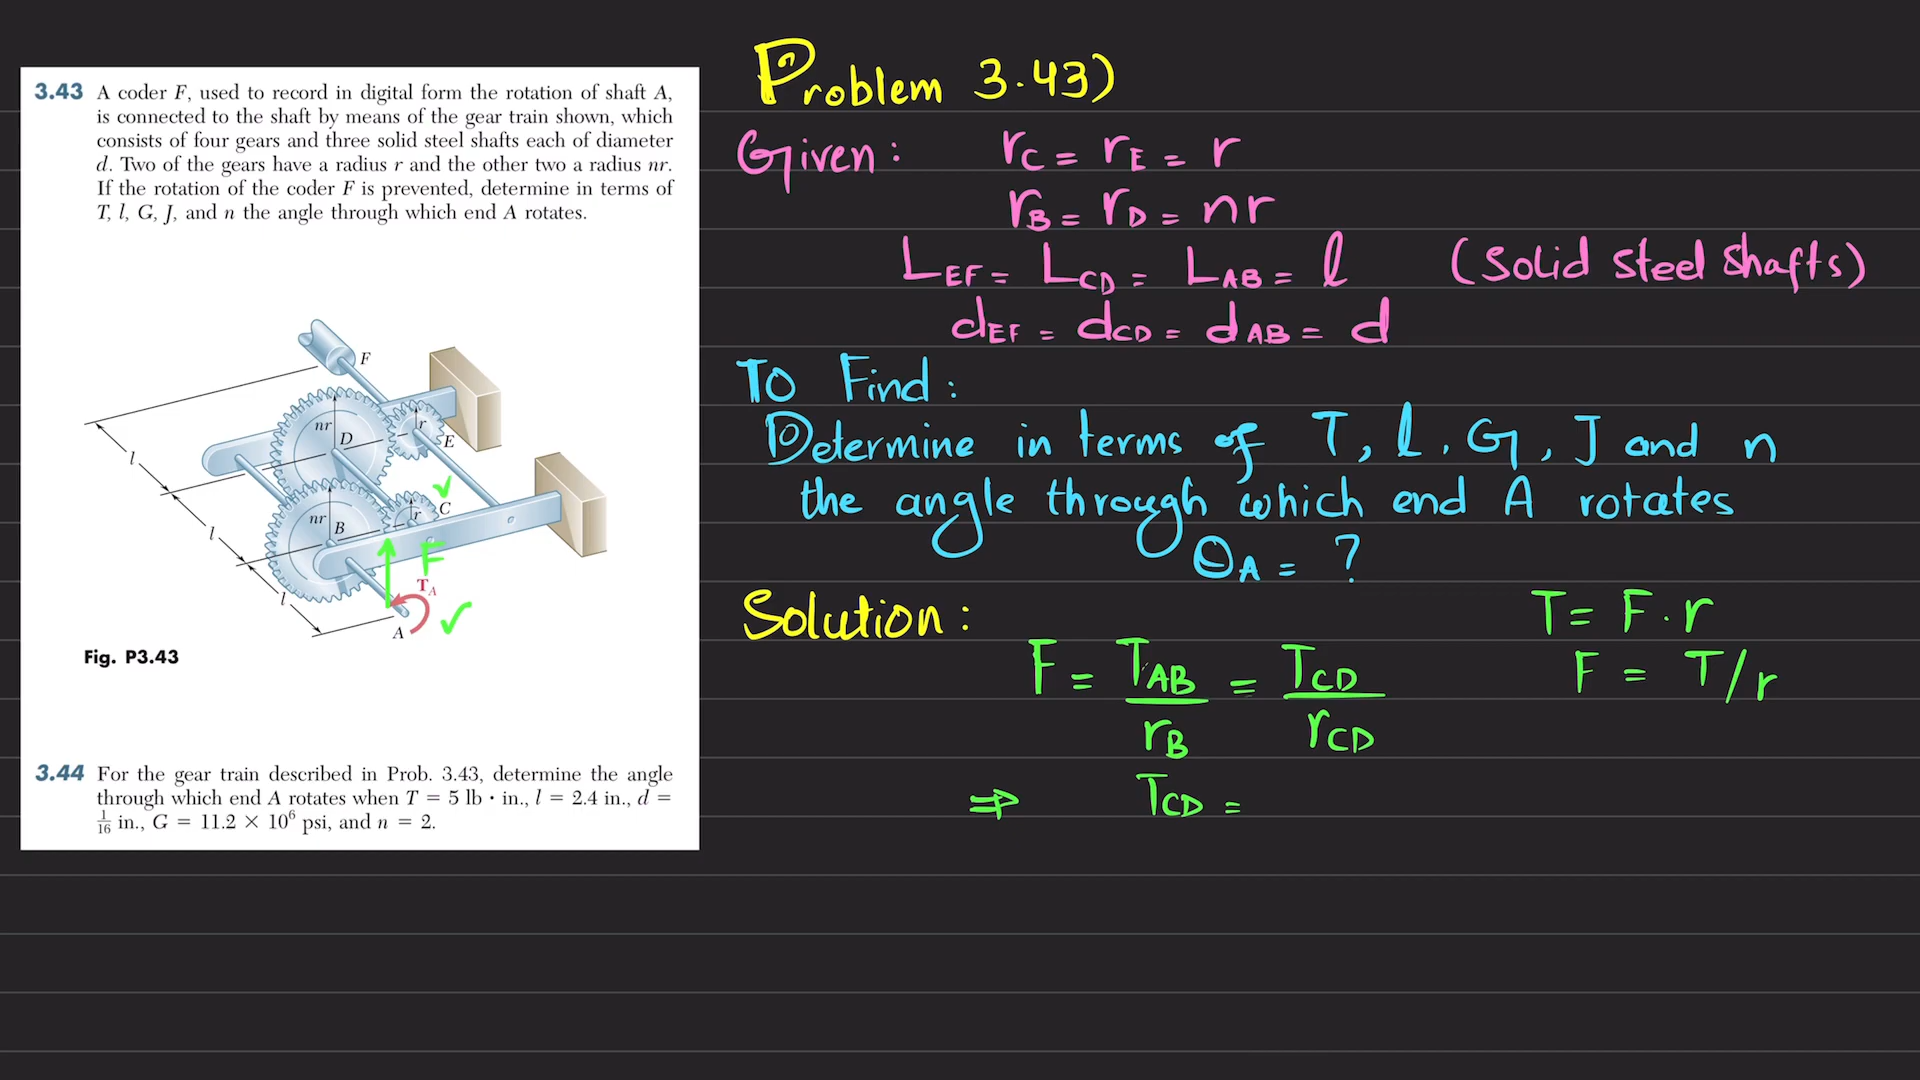 3.43 A coder F, used to record in digital form the rotation of shaft A,
is connected to the shaft by means of the gear train shown, which
consists of four gears and three solid steel shafts each of diameter
d. Two of the gears have a radius r and the other two a radius nr.
If the rotation of the coder F is prevented, determine in terms of
T, l, G, J, and n the angle through which end A rotates.
F
nr
D
r
E
l
nr
B
r
C
l
F
T_A
l
A
Fig. P3.43
3.44 For the gear train described in Prob. 3.43, determine the angle
through which end A rotates when T = 5 lb · in., l = 2.4 in., d =
1/16 in., G = 11.2 × 10⁶ psi, and n = 2.
Problem 3.43)
Given: r_C = r_E = r
r_B = r_D = nr
L_EF = L_CD = L_AB = l (Solid Steel Shafts)
d_EF = d_CD = d_AB = d
To Find:
Determine in terms of T, l, G, J and n
the angle through which end A rotates
θ_A = ?
Solution:
T = F . r
F = T_AB / r_B = T_CD / r_CD
F = T/r
⇒ T_CD =